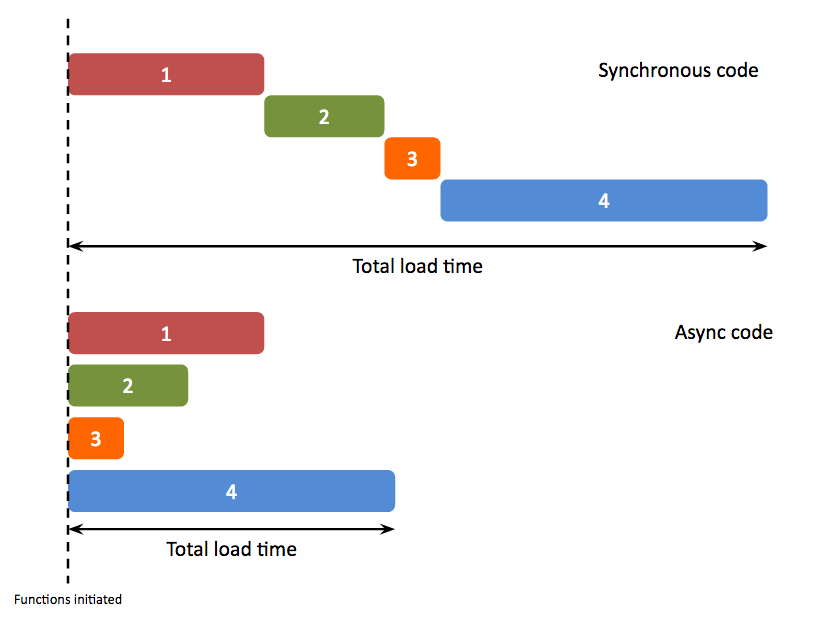 1
Synchronous code
2
3
4
Total load time
1
Async code
2
3
4
Total load time
Functions initiated